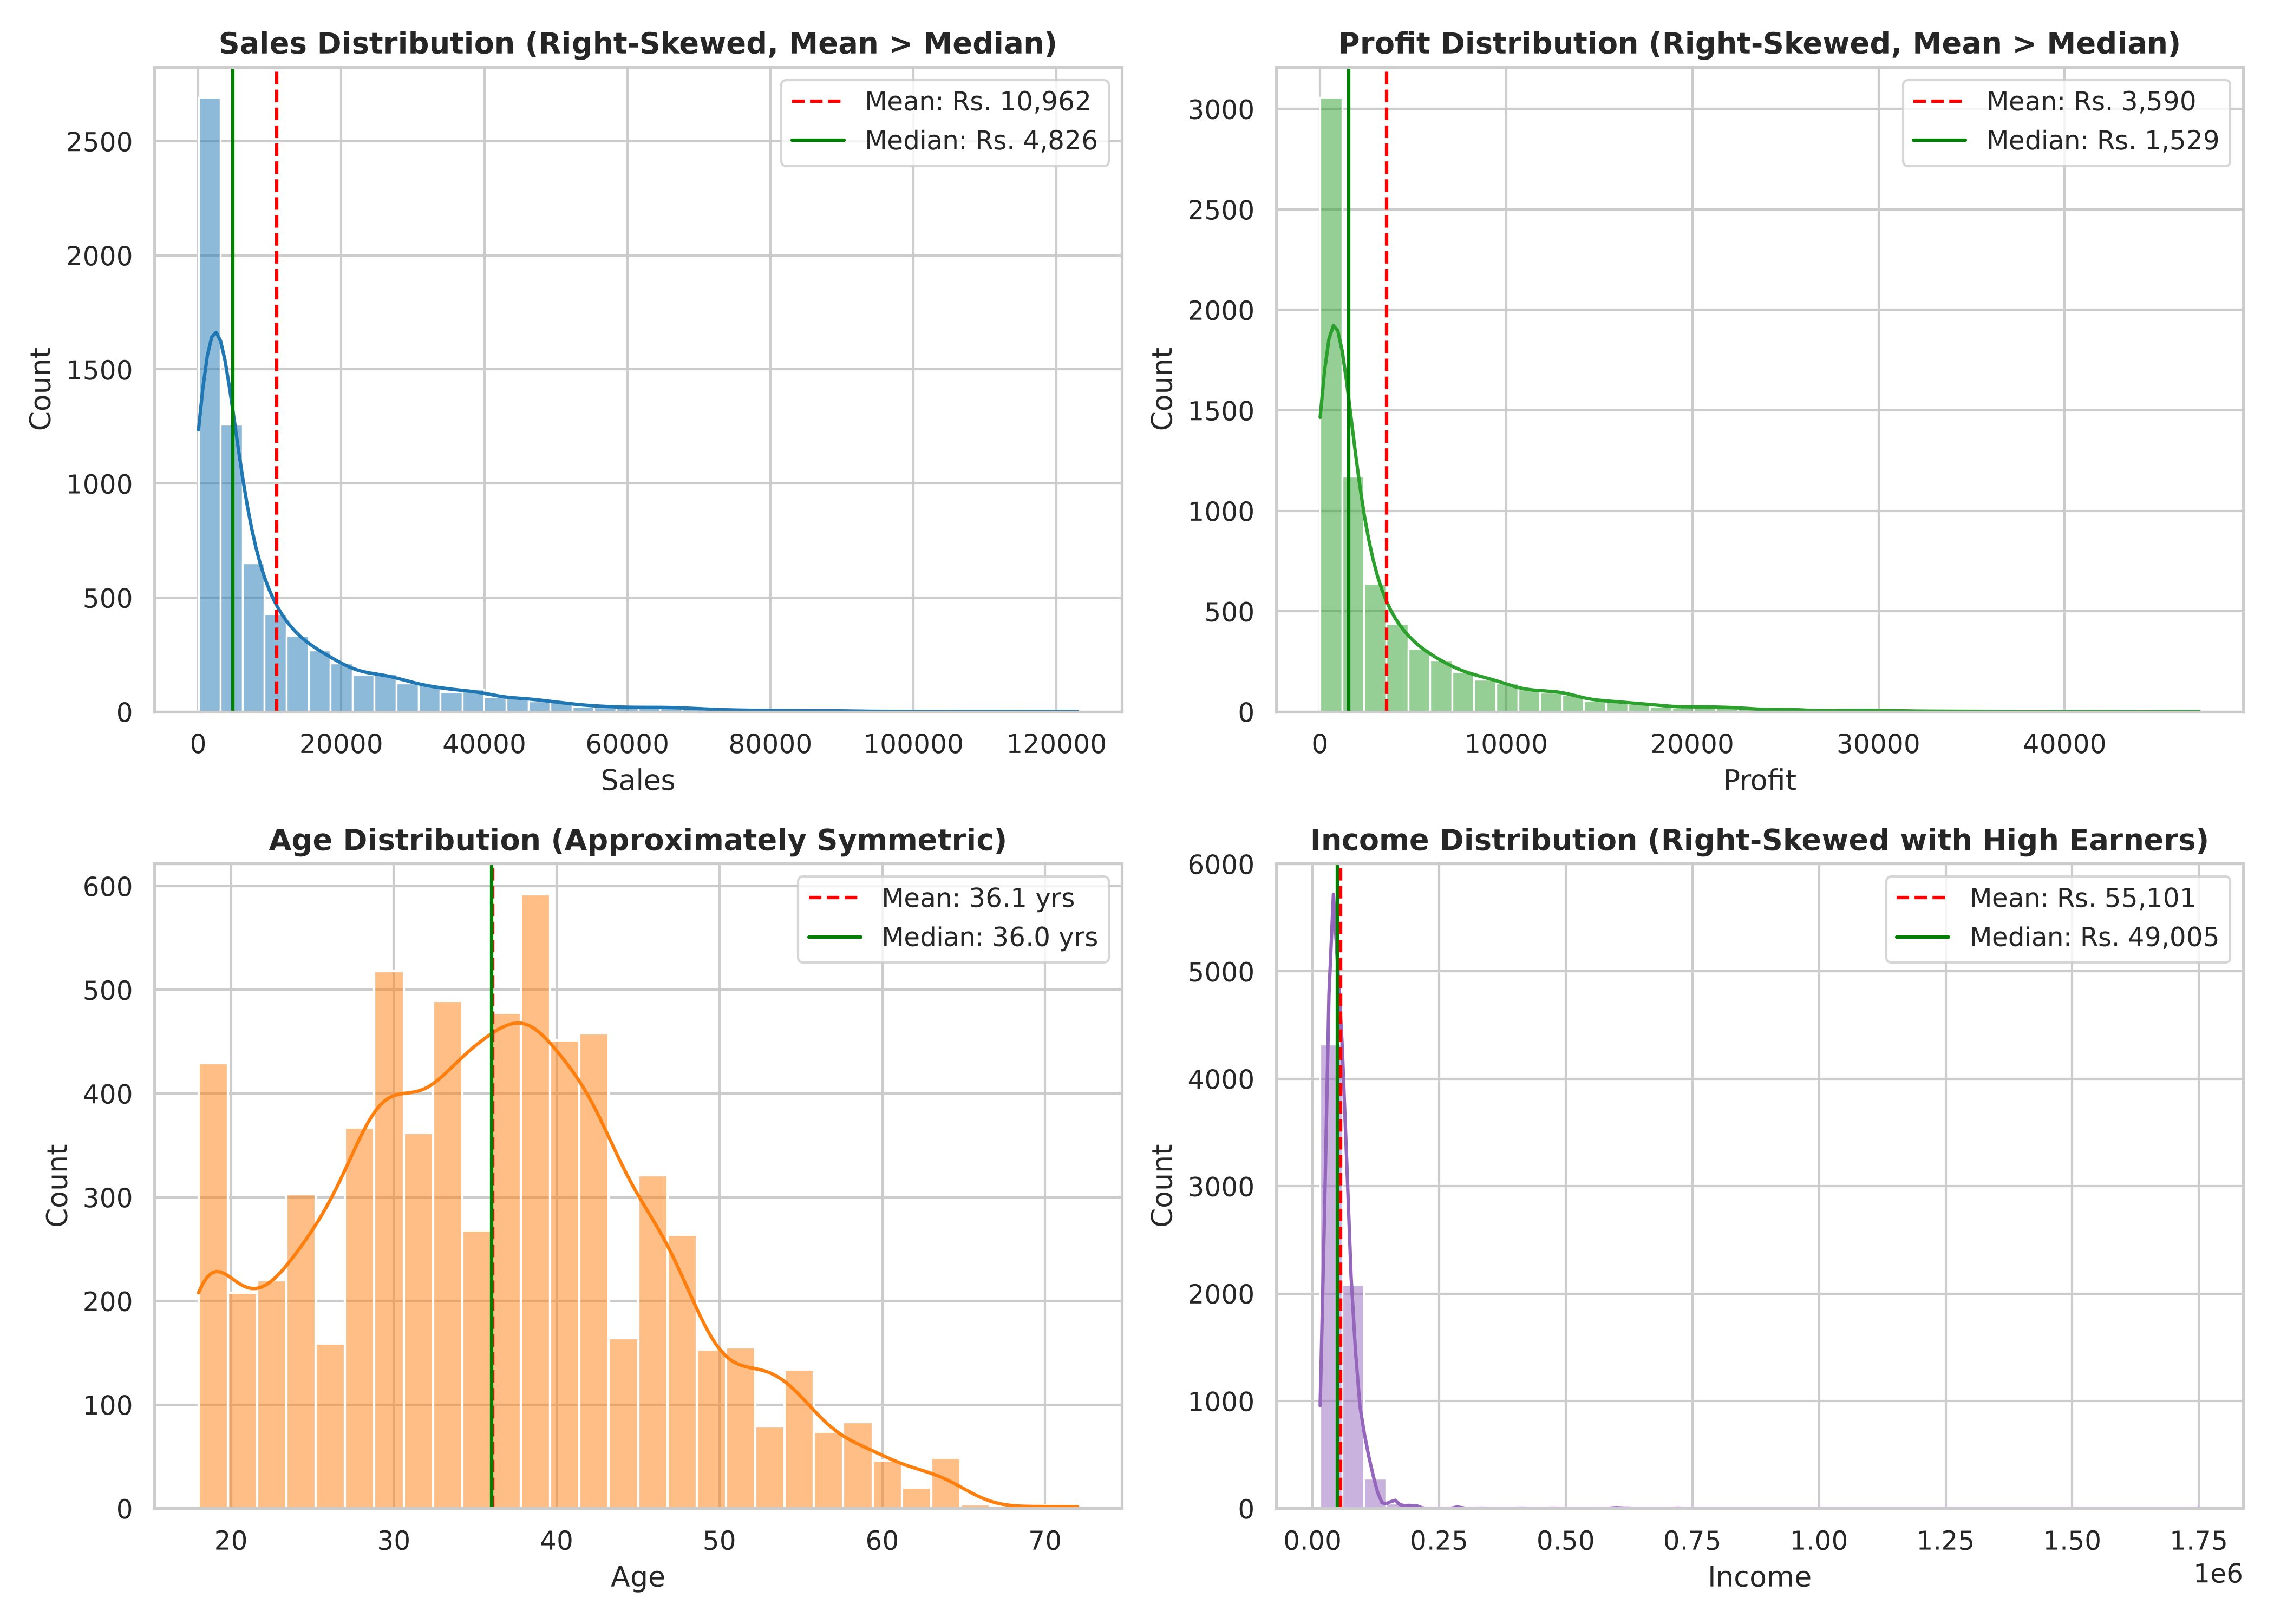 Sales Distribution (Right-Skewed, Mean > Median)
Mean: Rs. 10,962
Median: Rs. 4,826
Count
2500
2000
1500
1000
500
0
0 20000 40000 60000 80000 100000 120000
Sales
Profit Distribution (Right-Skewed, Mean > Median)
Mean: Rs. 3,590
Median: Rs. 1,529
Count
3000
2500
2000
1500
1000
500
0
0 10000 20000 30000 40000
Profit
Age Distribution (Approximately Symmetric)
Mean: 36.1 yrs
Median: 36.0 yrs
Count
600
500
400
300
200
100
0
20 30 40 50 60 70
Age
Income Distribution (Right-Skewed with High Earners)
Mean: Rs. 55,101
Median: Rs. 49,005
Count
6000
5000
4000
3000
2000
1000
0
0.00 0.25 0.50 0.75 1.00 1.25 1.50 1.75
1e6
Income